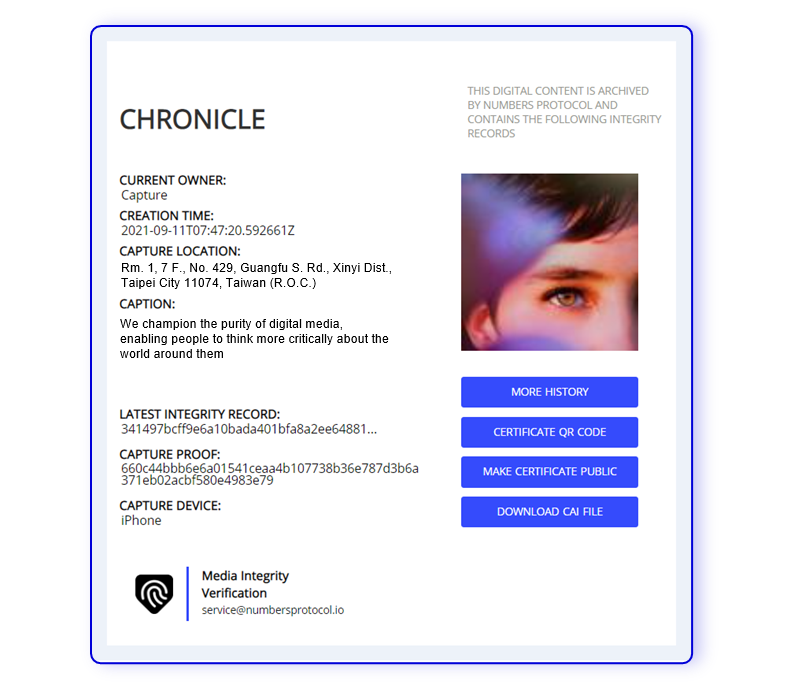 THIS DIGITAL CONTENT IS ARCHIVED
BY NUMBERS PROTOCOL AND
CONTAINS THE FOLLOWING INTEGRITY
RECORDS
CHRONICLE
CURRENT OWNER:
Capture
CREATION TIME:
2021-09-11T07:47:20.592661Z
CAPTURE LOCATION:
Rm. 1, 7 F., No. 429, Guangfu S. Rd., Xinyi Dist.,
Taipei City 11074, Taiwan (R.O.C.)
CAPTION:
We champion the purity of digital media,
enabling people to think more critically about the
world around them
LATEST INTEGRITY RECORD:
341497bcff9e6a10bada401bfa8a2ee64881...
CAPTURE PROOF:
660c44bbb6e6a01541ceaa4b107738b36e787d3b6a
371eb02acbf580e4983e79
CAPTURE DEVICE:
iPhone
MORE HISTORY
CERTIFICATE QR CODE
MAKE CERTIFICATE PUBLIC
DOWNLOAD CAI FILE
Media Integrity
Verification
service@numbersprotocol.io